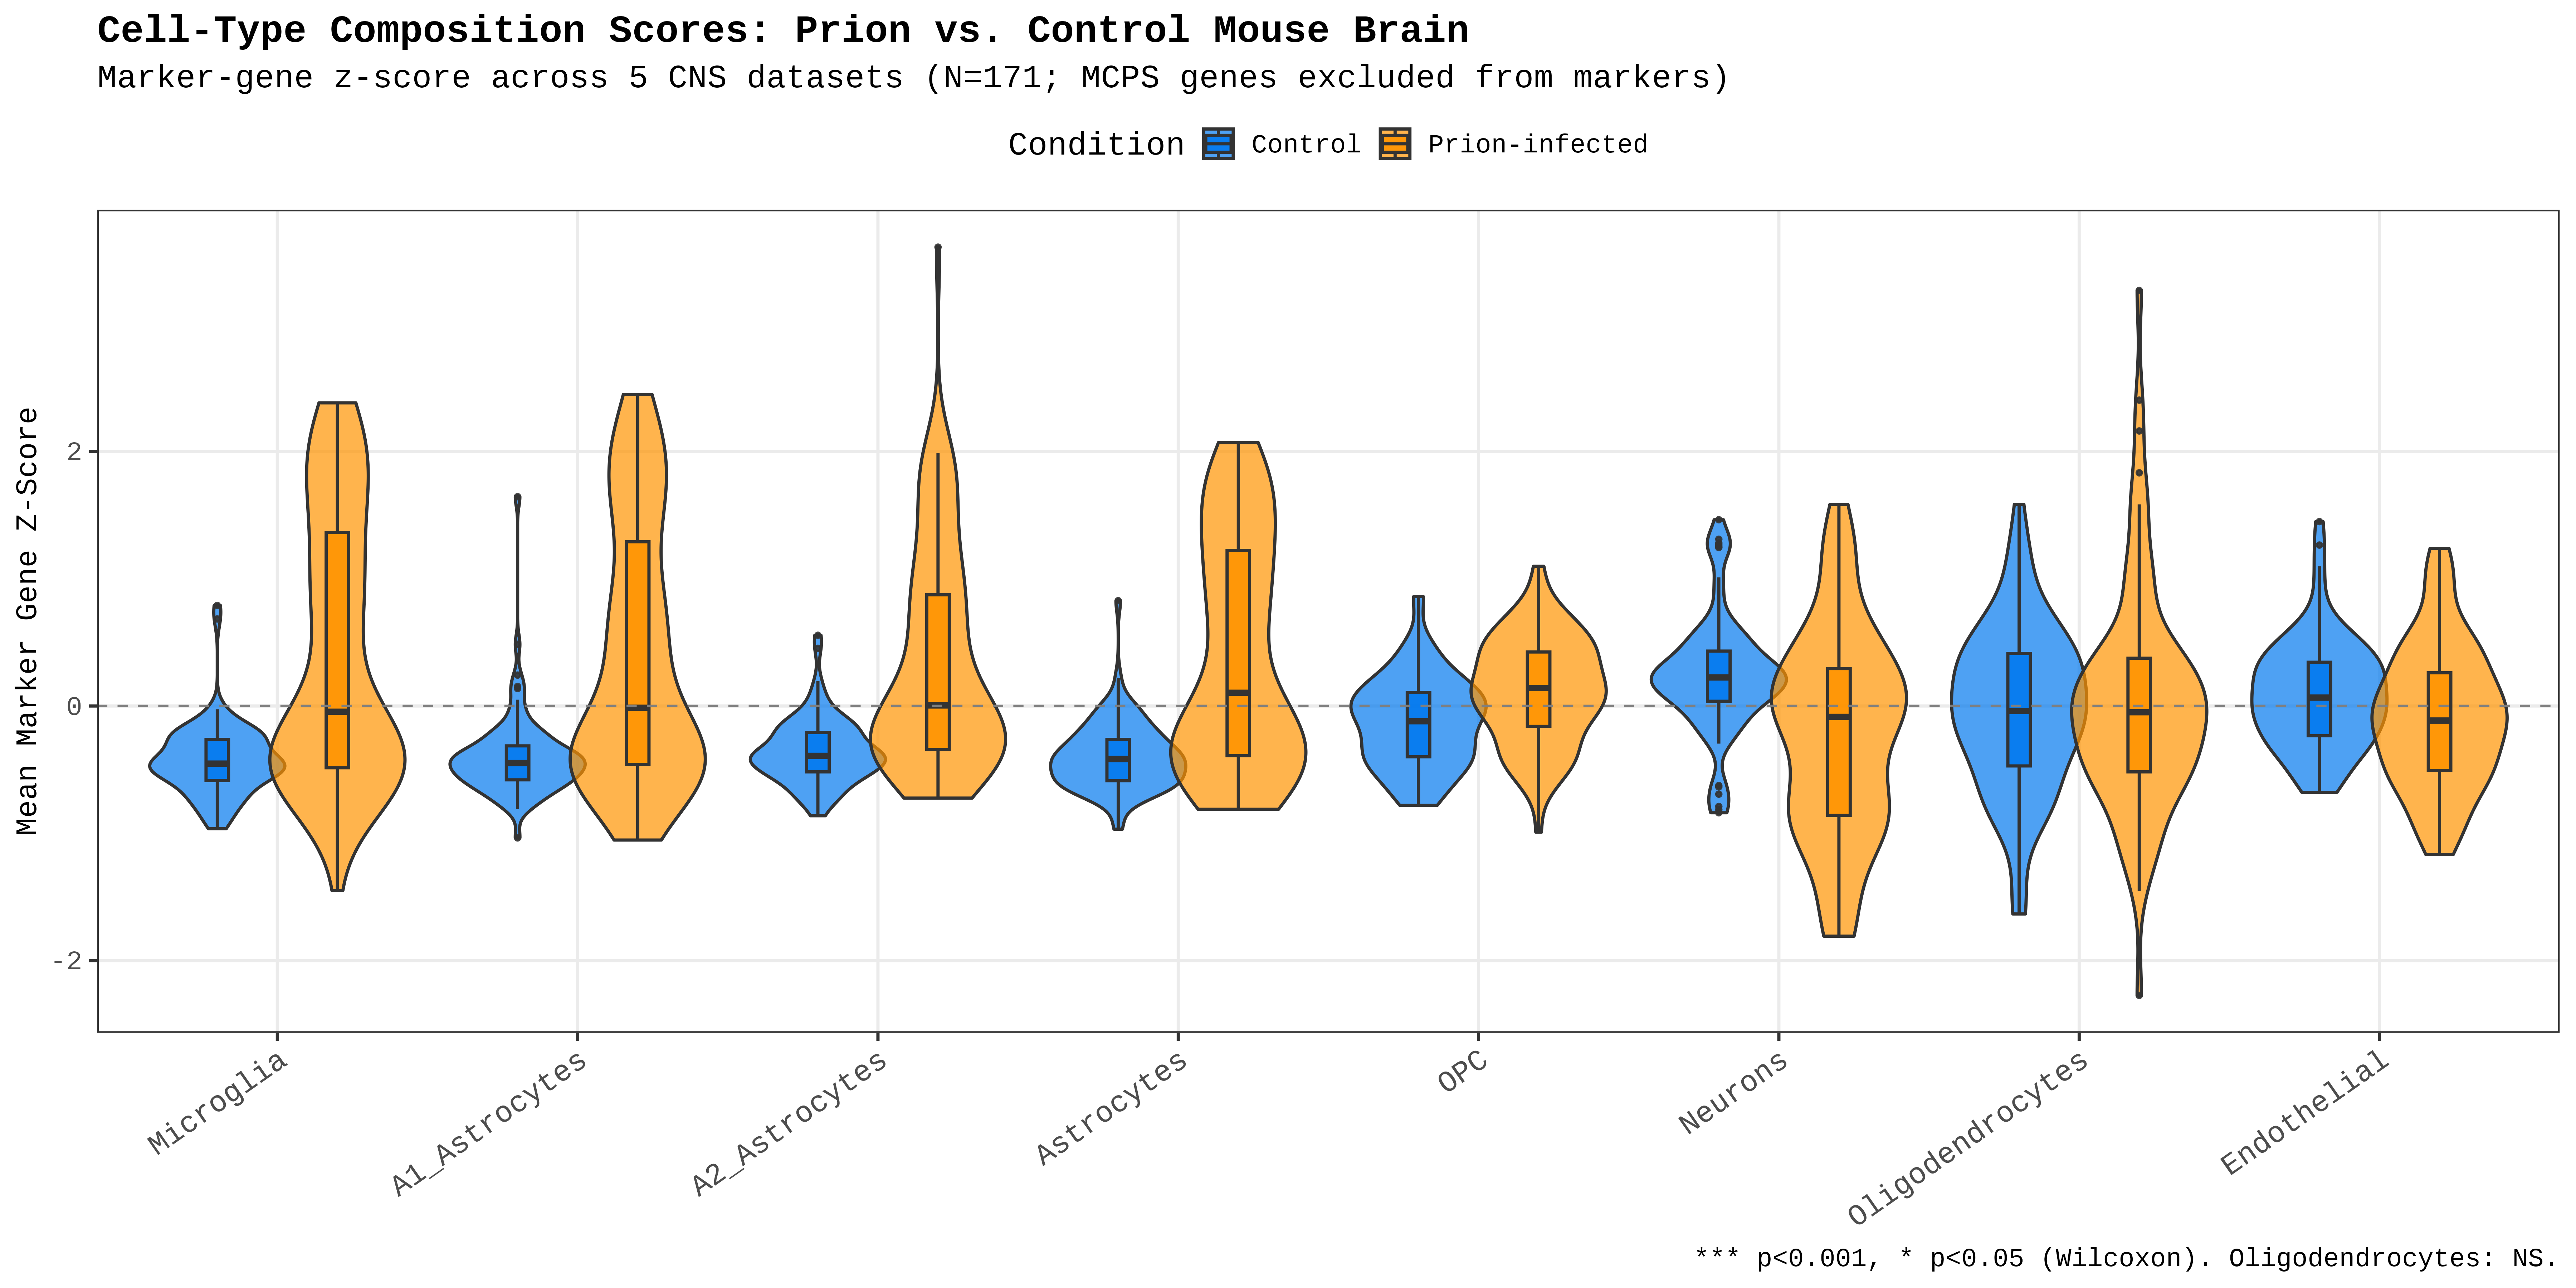 Cell-Type Composition Scores: Prion vs. Control Mouse Brain
Marker-gene z-score across 5 CNS datasets (N=171; MCPS genes excluded from markers)
Condition Control Prion-infected
Mean Marker Gene Z-Score
2
0
-2
Microglia
A1_Astrocytes
A2_Astrocytes
Astrocytes
OPC
Neurons
Oligodendrocytes
Endothelial
*** p<0.001, * p<0.05 (Wilcoxon). Oligodendrocytes: NS.